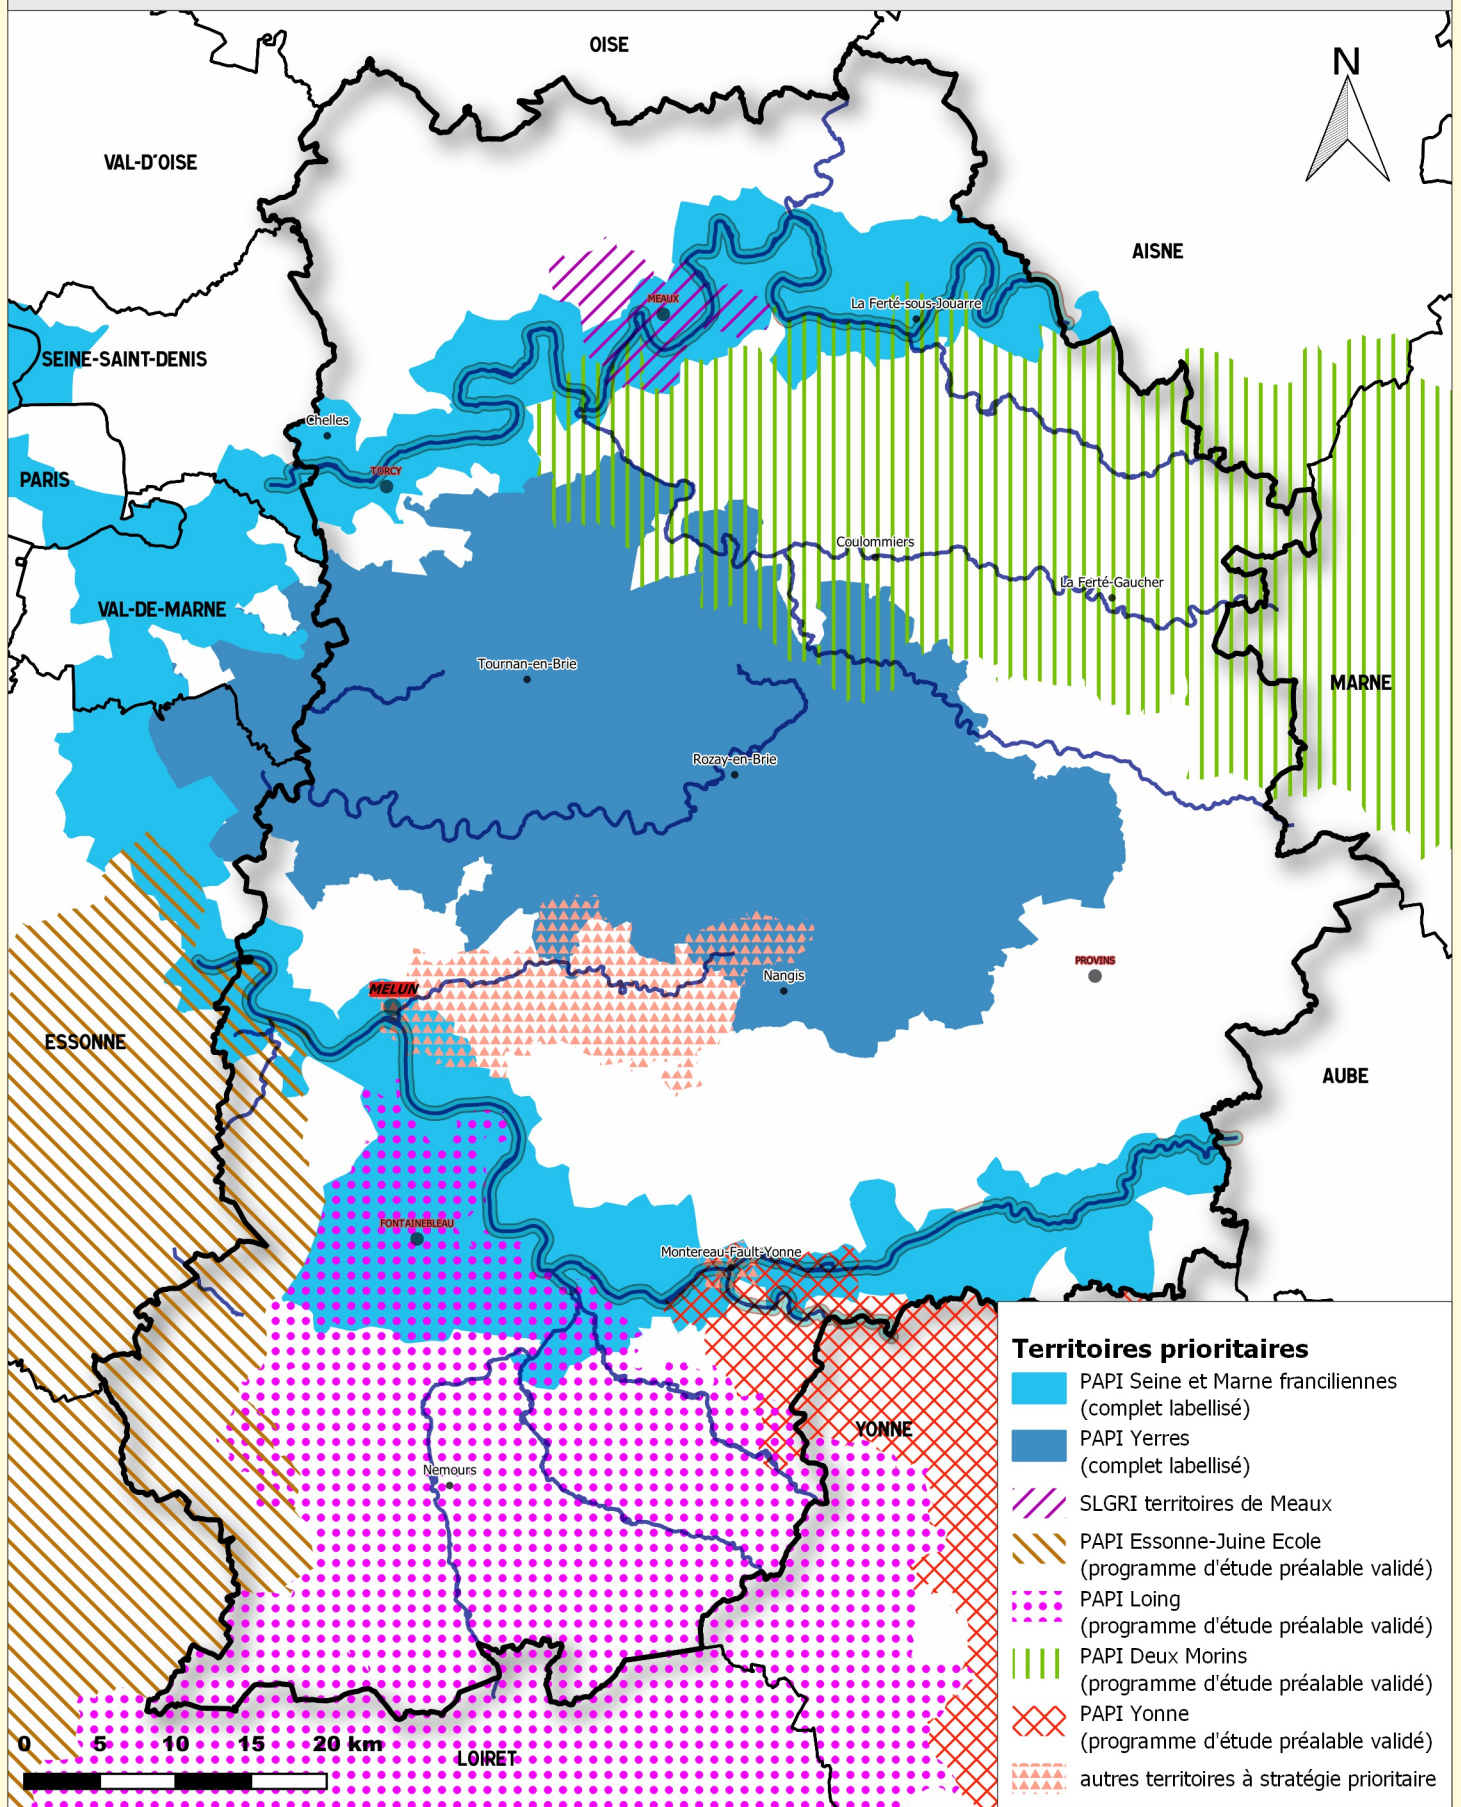 OISE
N
VAL-D'OISE
AISNE
MEAUX
La Ferté-sous-Jouarre
SEINE-SAINT-DENIS
Chelles
TORCY
PARIS
Coulommiers
La Ferté-Gaucher
VAL-DE-MARNE
Tournan-en-Brie
MARNE
Rozay-en-Brie
PROVINS
Nangis
MELUN
ESSONNE
AUBE
FONTAINEBLEAU
Montereau-Fault-Yonne
YONNE
Nemours
LOIRET
0 5 10 15 20 km
Territoires prioritaires
PAPI Seine et Marne franciliennes
(complet labellisé)
PAPI Yerres
(complet labellisé)
SLGRI territoires de Meaux
PAPI Essonne-Juine Ecole
(programme d'étude préalable validé)
PAPI Loing
(programme d'étude préalable validé)
PAPI Deux Morins
(programme d'étude préalable validé)
PAPI Yonne
(programme d'étude préalable validé)
autres territoires à stratégie prioritaire